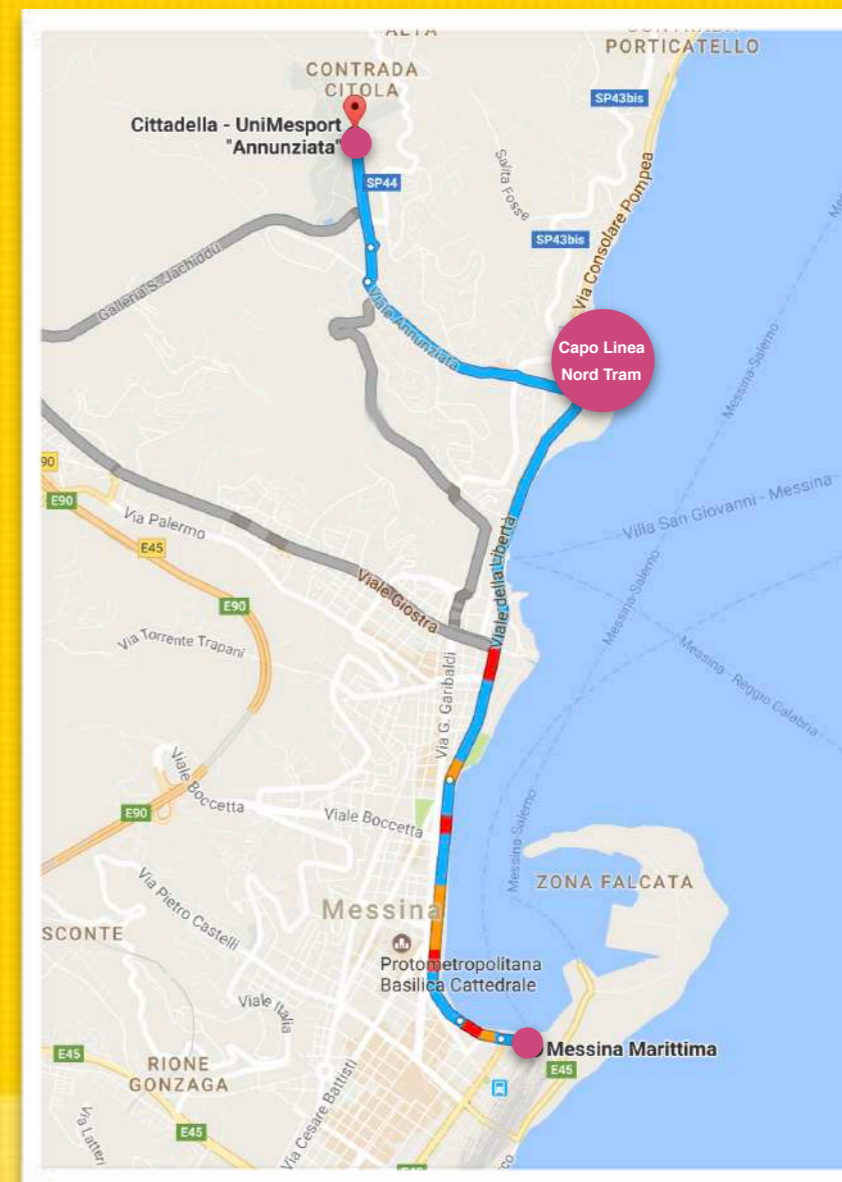 ALTA
CONTRADA
PORTICATELLO
CONTRADA
CITOLA
SP43bis
Cittadella - UniMesport
"Annunziata"
SP44
Salita Fosse
SP43bis
Via Consolare Pompea
Galleria S. Jachiddu
Viale Annunziata
Capo Linea
Nord Tram
Messina-Salerno
90
E90
Via Palermo
E45
Viale Giostra
Viale della Libertà
Villa San Giovanni - Messina
Messina-Salerno
E90
Via Torrente Trapani
Via G. Garibaldi
Messina - Reggio Calabria
Viale Boccetta
E90
Viale Boccetta
Messina-Salerno
ZONA FALCATA
Via Pietro Castelli
Messina
SCONTE
Protometropolitana
Basilica Cattedrale
Viale Italia
Messina Marittima
E45
E45
RIONE
GONZAGA
Via Cesare Battisti
Via Latteri
E45